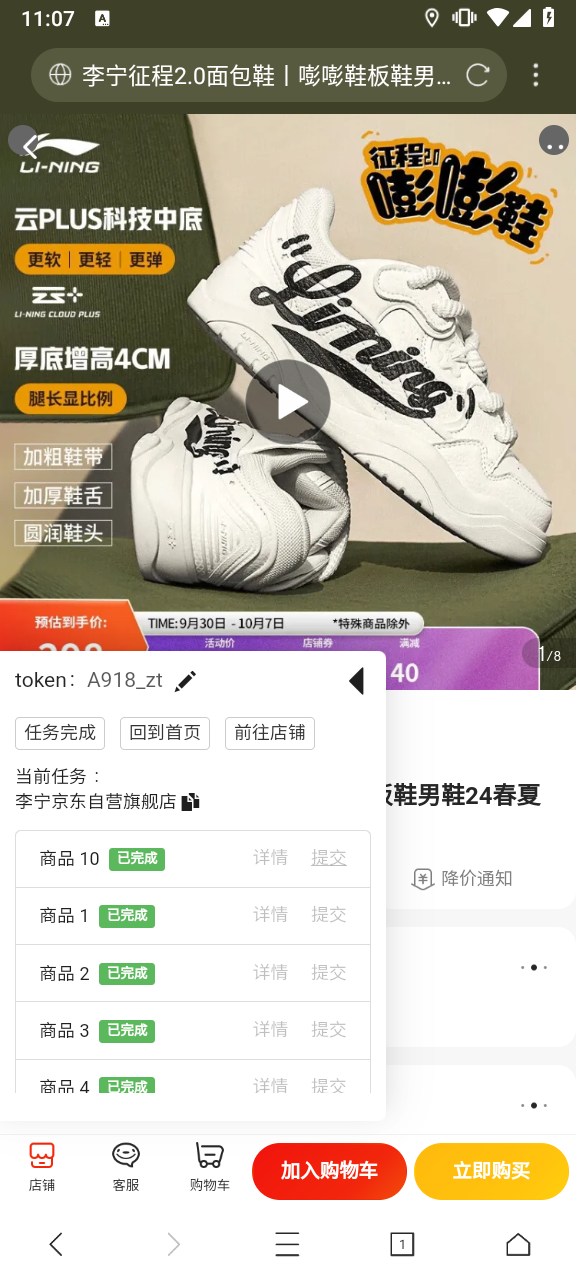 11:07
A
李宁征程2.0面包鞋丨嘭嘭鞋板鞋男…
LI-NING
征程2.0
嘭嘭鞋
云PLUS科技中底
更软 | 更轻 | 更弹
LI-NING CLOUD PLUS
厚底增高4CM
腿长显比例
加粗鞋带
加厚鞋舌
圆润鞋头
Lining
预估到手价:
TIME:9月30日 -10月7日 *特殊商品除外
活动价 店铺券 满减
40
1/8
token: A918_zt
任务完成 回到首页 前往店铺
当前任务：
李宁京东自营旗舰店
板鞋男鞋24春夏
商品 10 已完成 详情 提交
降价通知
商品 1 已完成 详情 提交
商品 2 已完成 详情 提交
商品 3 已完成 详情 提交
商品 4 已完成 详情 提交
店铺 客服 购物车 加入购物车 立即购买
1